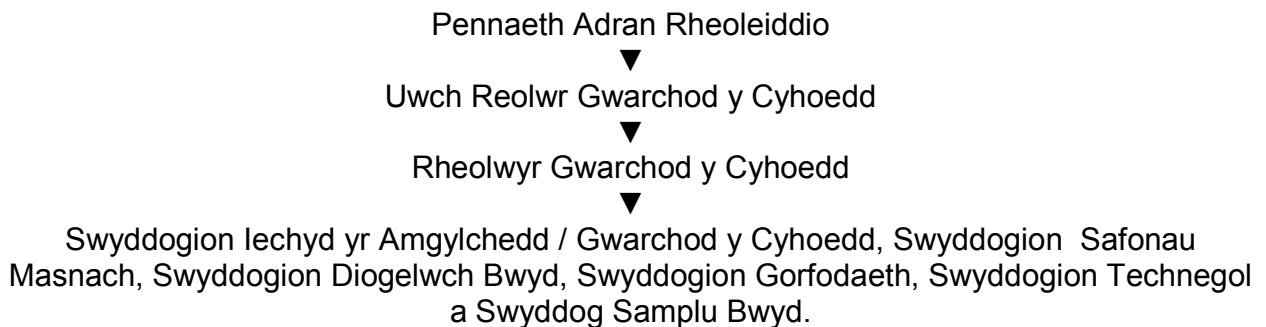 Pennaeth Adran Rheoleiddio
▼
Uwch Reolwr Gwarchod y Cyhoedd
▼
Rheolwyr Gwarchod y Cyhoedd
▼
Swyddogion Iechyd yr Amgylchedd / Gwarchod y Cyhoedd, Swyddogion Safonau
Masnach, Swyddogion Diogelwch Bwyd, Swyddogion Gorfodaeth, Swyddogion Technegol
a Swyddog Samplu Bwyd.